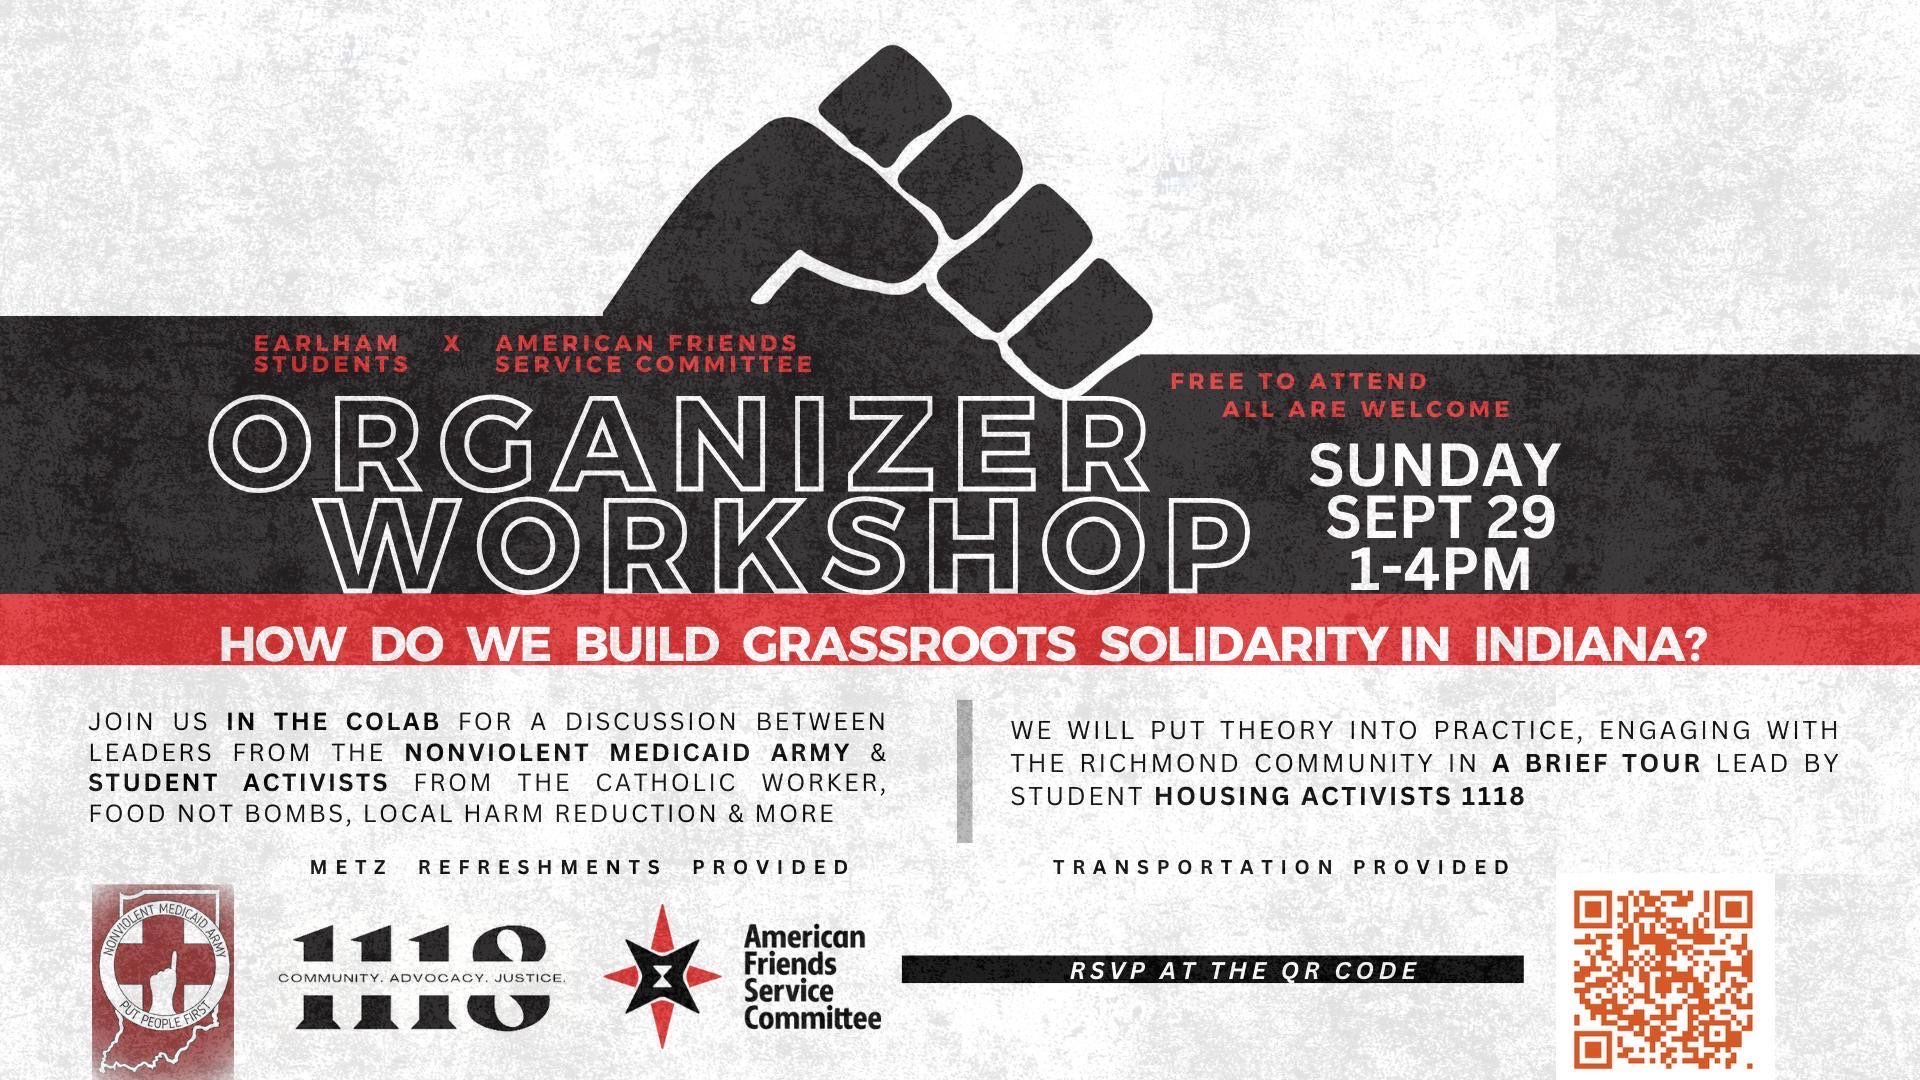 EARLHAM X AMERICAN FRIENDS
STUDENTS SERVICE COMMITTEE
FREE TO ATTEND
ALL ARE WELCOME
ORGANIZER
WORKSHOP
SUNDAY
SEPT 29
1-4PM
HOW DO WE BUILD GRASSROOTS SOLIDARITY IN INDIANA?
JOIN US IN THE COLAB FOR A DISCUSSION BETWEEN
LEADERS FROM THE NONVIOLENT MEDICAID ARMY &
STUDENT ACTIVISTS FROM THE CATHOLIC WORKER,
FOOD NOT BOMBS, LOCAL HARM REDUCTION & MORE
WE WILL PUT THEORY INTO PRACTICE, ENGAGING WITH
THE RICHMOND COMMUNITY IN A BRIEF TOUR LEAD BY
STUDENT HOUSING ACTIVISTS 1118
METZ REFRESHMENTS PROVIDED
TRANSPORTATION PROVIDED
NONVIOLENT MEDICAID ARMY
PUT PEOPLE FIRST
1118
COMMUNITY. ADVOCACY. JUSTICE.
American
Friends
Service
Committee
RSVP AT THE QR CODE